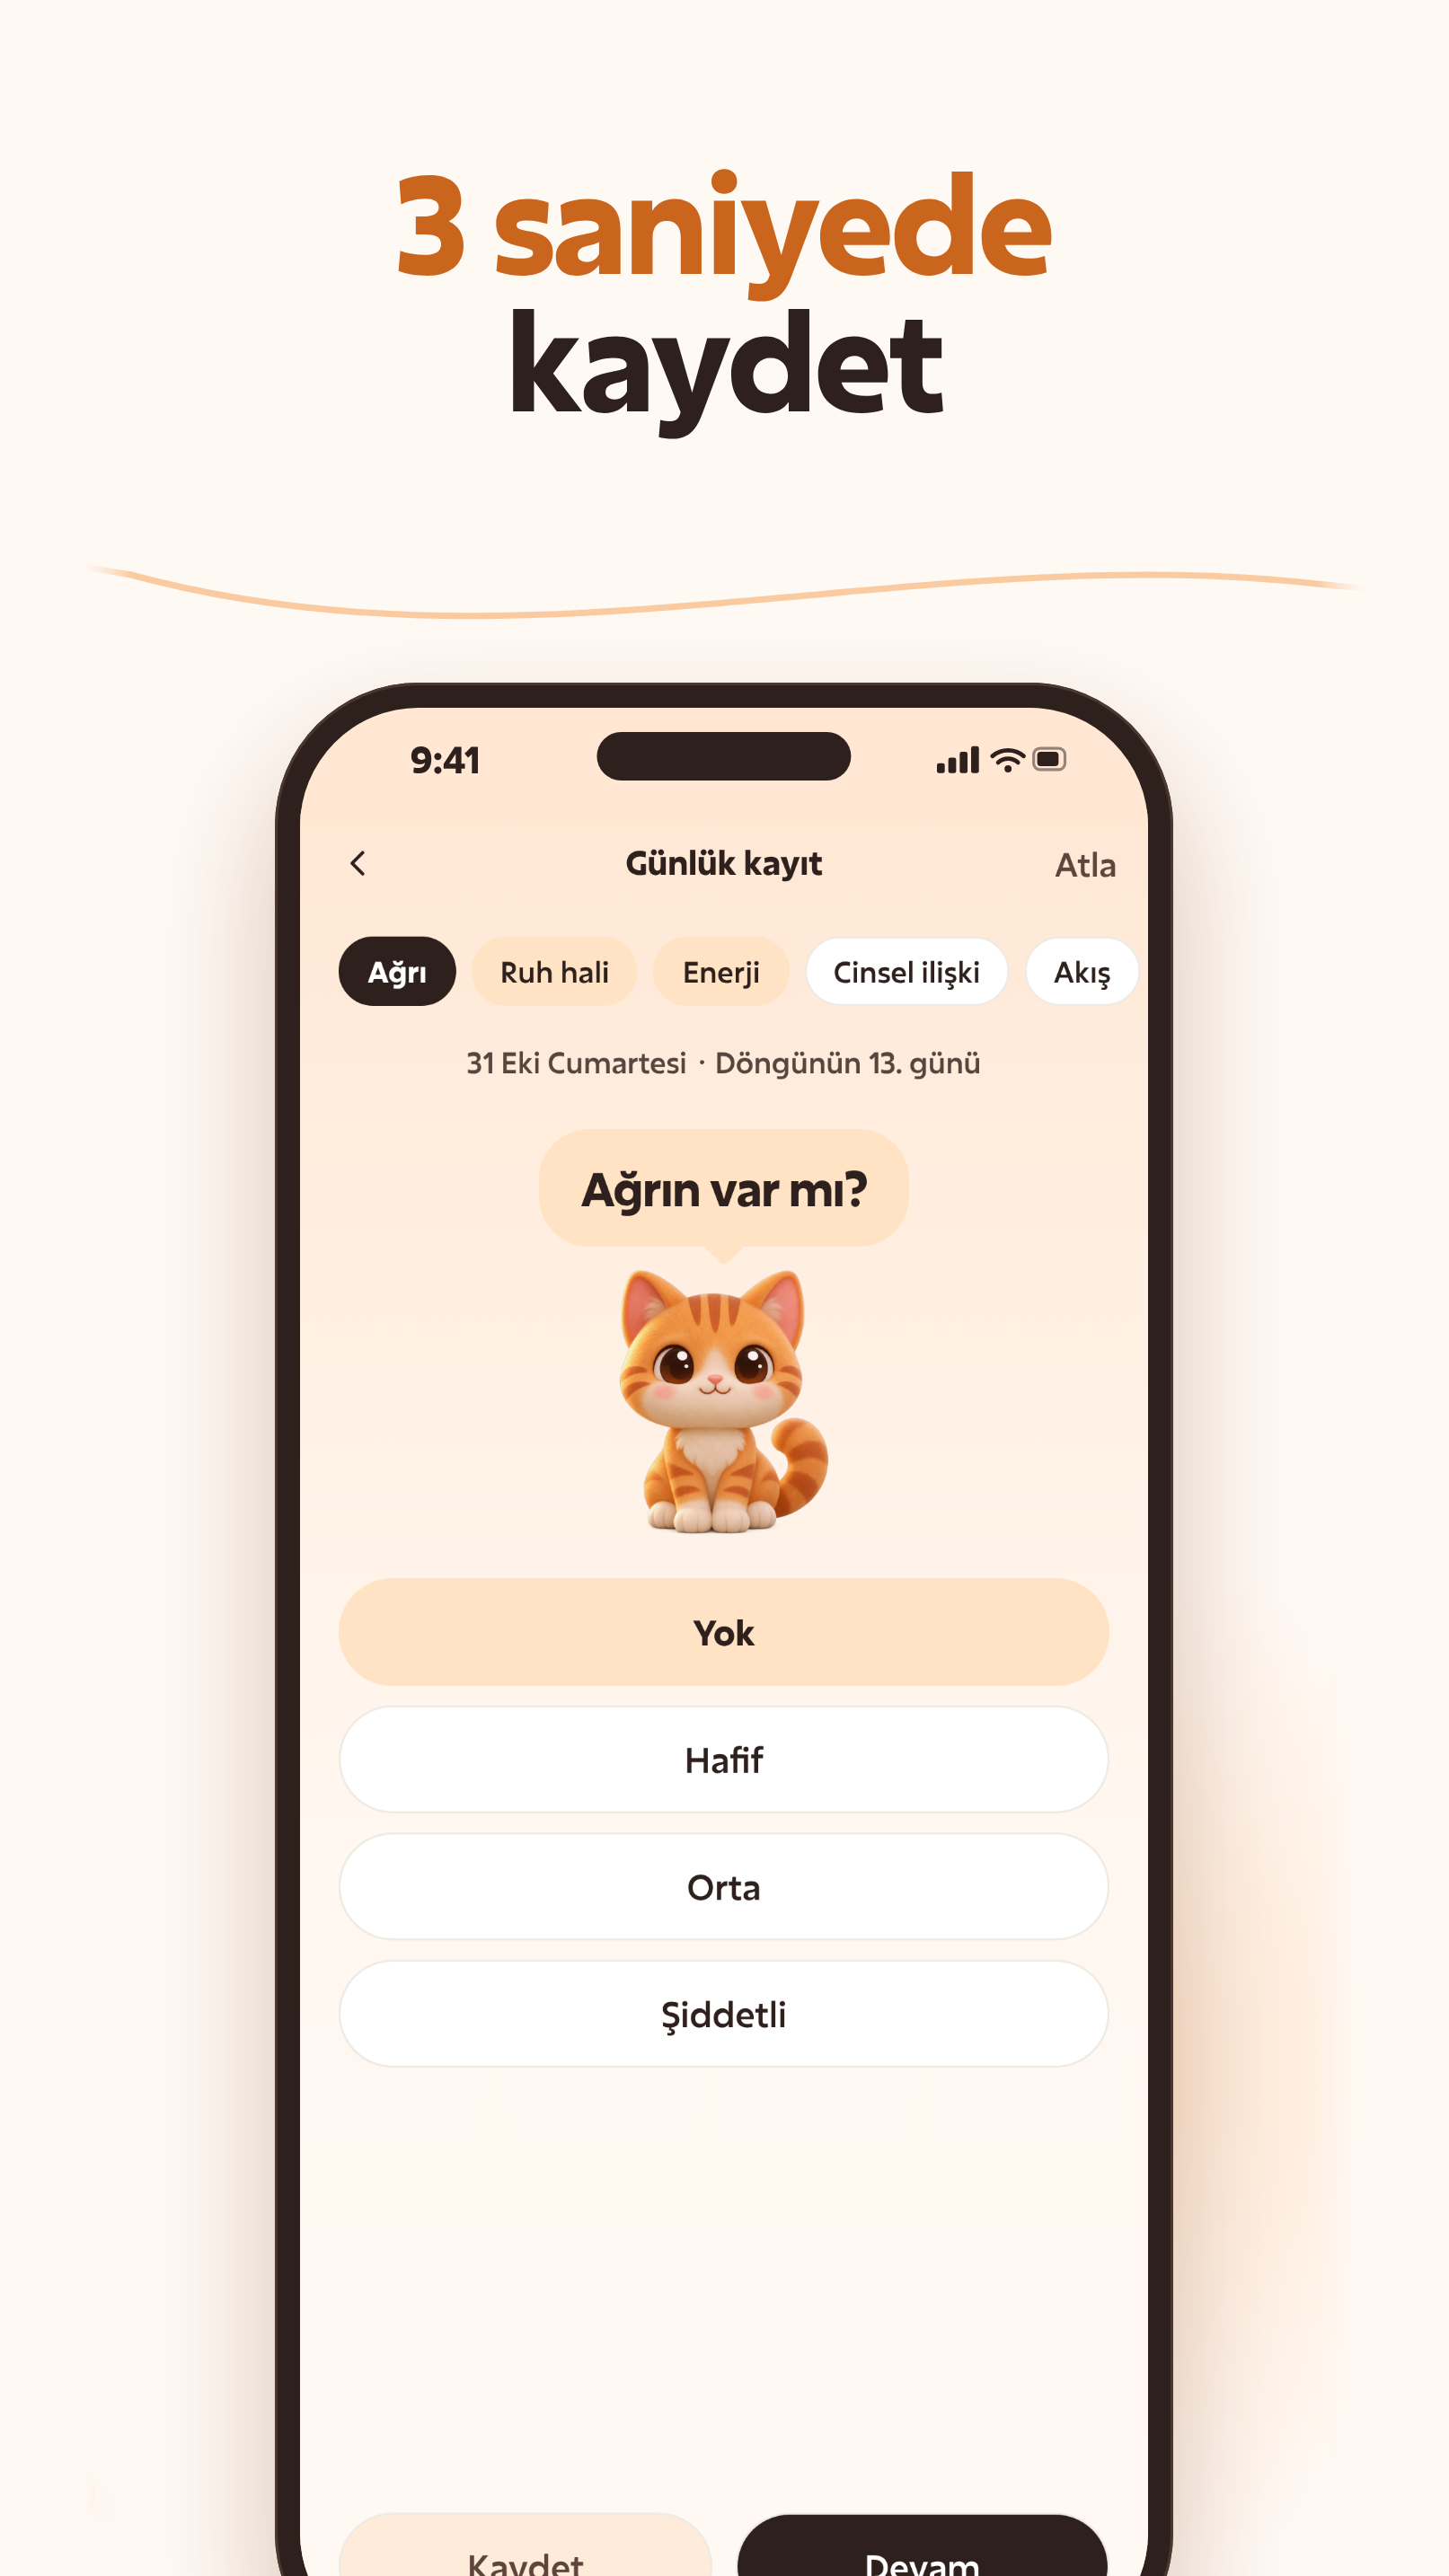 3 saniyede
kaydet
9:41
Günlük kayıt
Atla
Ağrı
Ruh hali
Enerji
Cinsel ilişki
Akış
31 Eki Cumartesi · Döngünün 13. günü
Ağrın var mı?
Yok
Hafif
Orta
Şiddetli
Kaydet
Devam